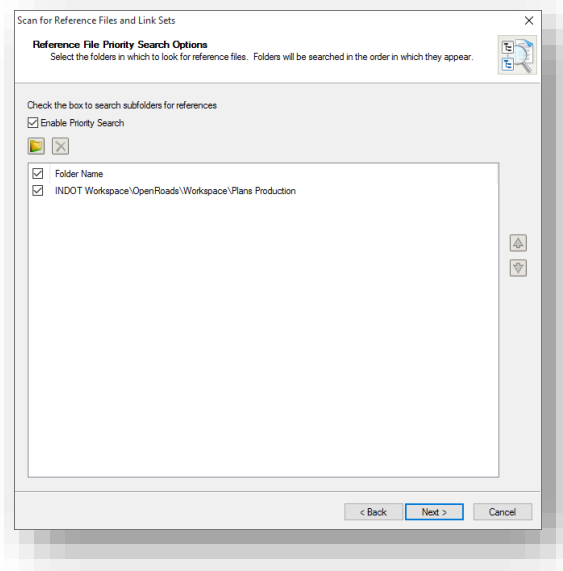 Scan for Reference Files and Link Sets
Reference File Priority Search Options
Select the folders in which to look for reference files. Folders will be searched in the order in which they appear.
Check the box to search subfolders for references
Enable Priority Search
Folder Name
INDOT Workspace\OpenRoads\Workspace\Plans Production
< Back Next > Cancel